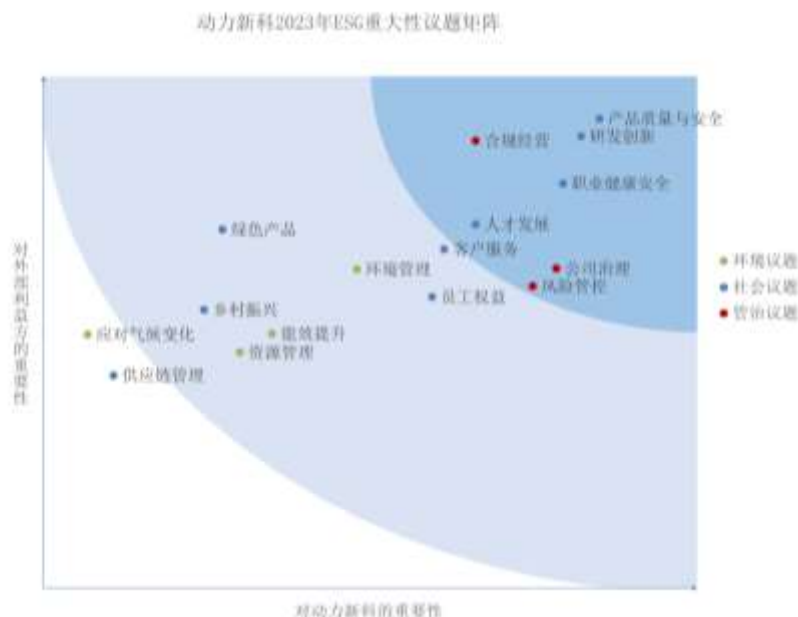 动力新科2023年ESG重大性议题矩阵
产品质量与安全
合规经营
研发创新
职业健康安全
人才发展
绿色产品
客户服务
环境管理
公司治理
风险管控
员工权益
乡村振兴
应对气候变化
能效提升
资源管理
供应链管理
环境议题
社会议题
管治议题
对外部利益方的重要性
对动力新科的重要性